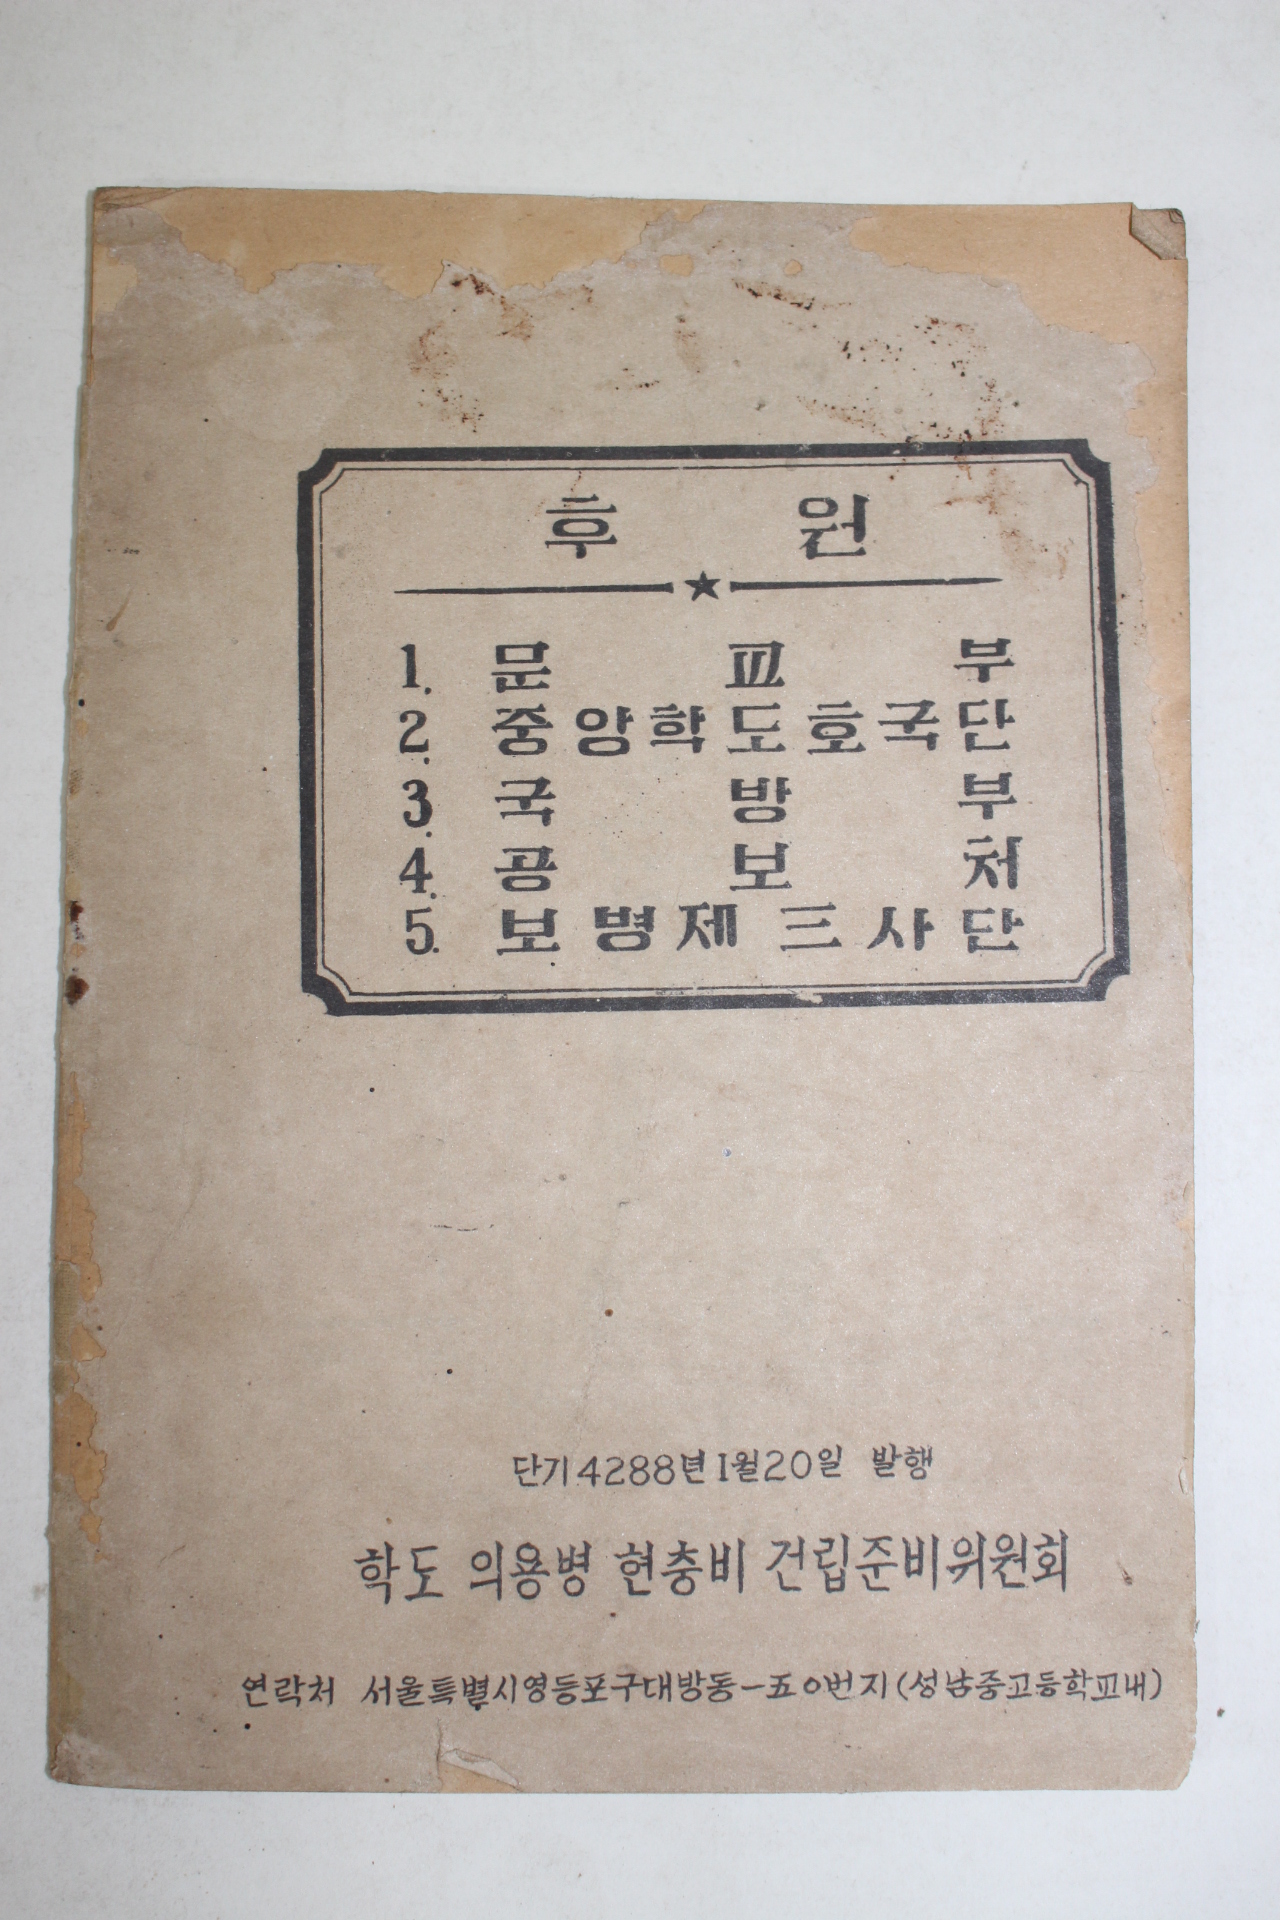 후 원
★
1. 문 교 부
2. 중앙학도호국단
3. 국 방 부
4. 공 보 처
5. 보병제三사단
단기4288년1월20일 발행
학도 의용병 현충비 건립준비위원회
연락처 서울특별시영등포구대방동一五0번지(성남중고등학교내)